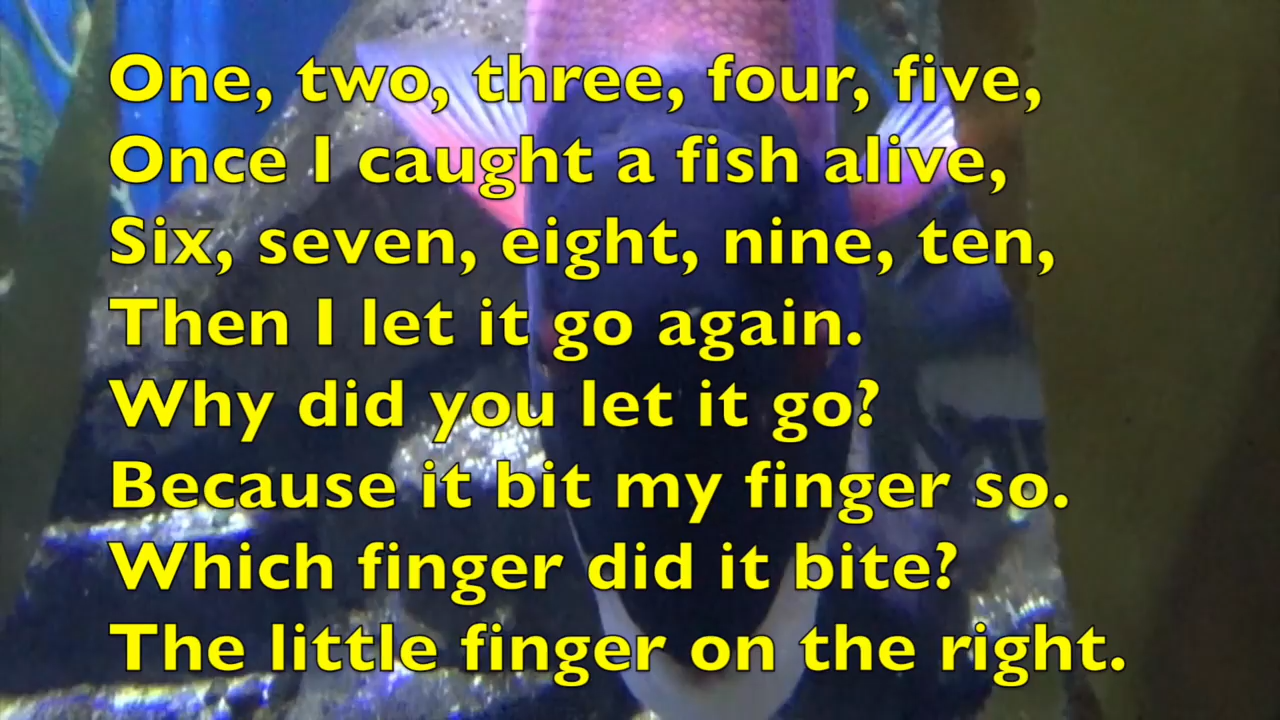 One, two, three, four, five,
Once I caught a fish alive,
Six, seven, eight, nine, ten,
Then I let it go again.
Why did you let it go?
Because it bit my finger so.
Which finger did it bite?
The little finger on the right.